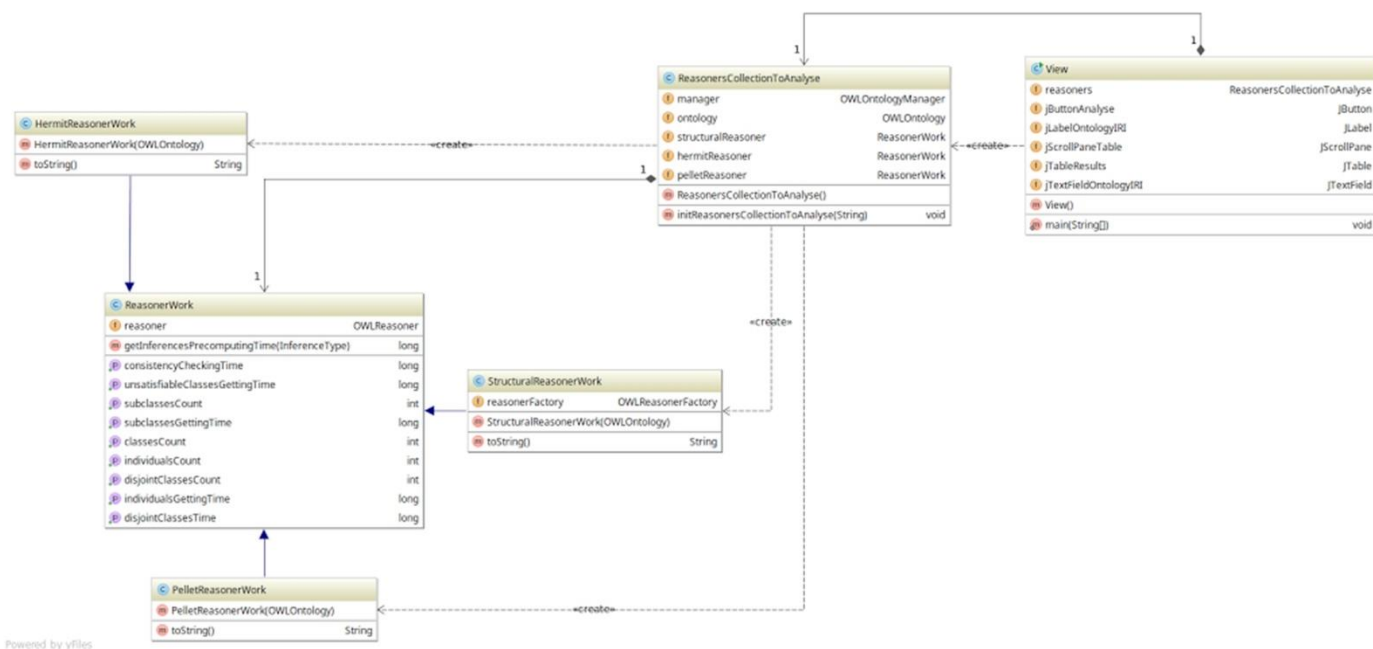 1
1
ReasonersCollectionToAnalyse
manager OWLOntologyManager
ontology OWLOntology
structuralReasoner ReasonerWork
hermitReasoner ReasonerWork
pelletReasoner ReasonerWork
ReasonersCollectionToAnalyse()
initReasonersCollectionToAnalyse(String) void
View
reasoners ReasonersCollectionToAnalyse
jButtonAnalyse JButton
jLabelOntologyIRI JLabel
jScrollPaneTable JScrollPane
jTableResults JTable
jTextFieldOntologyIRI JTextField
View()
main(String[]) void
HermitReasonerWork
HermitReasonerWork(OWLOntology)
toString() String
«create»
«create»
1
1
ReasonerWork
reasoner OWLReasoner
getInferencesPrecomputingTime(InferenceType) long
consistencyCheckingTime long
unsatisfiableClassesGettingTime long
subclassesCount int
subclassesGettingTime long
classesCount int
individualsCount int
disjointClassesCount int
individualsGettingTime long
disjointClassesTime long
«create»
StructuralReasonerWork
reasonerFactory OWLReasonerFactory
StructuralReasonerWork(OWLOntology)
toString() String
PelletReasonerWork
PelletReasonerWork(OWLOntology)
toString() String
«create»
Powered by yFiles